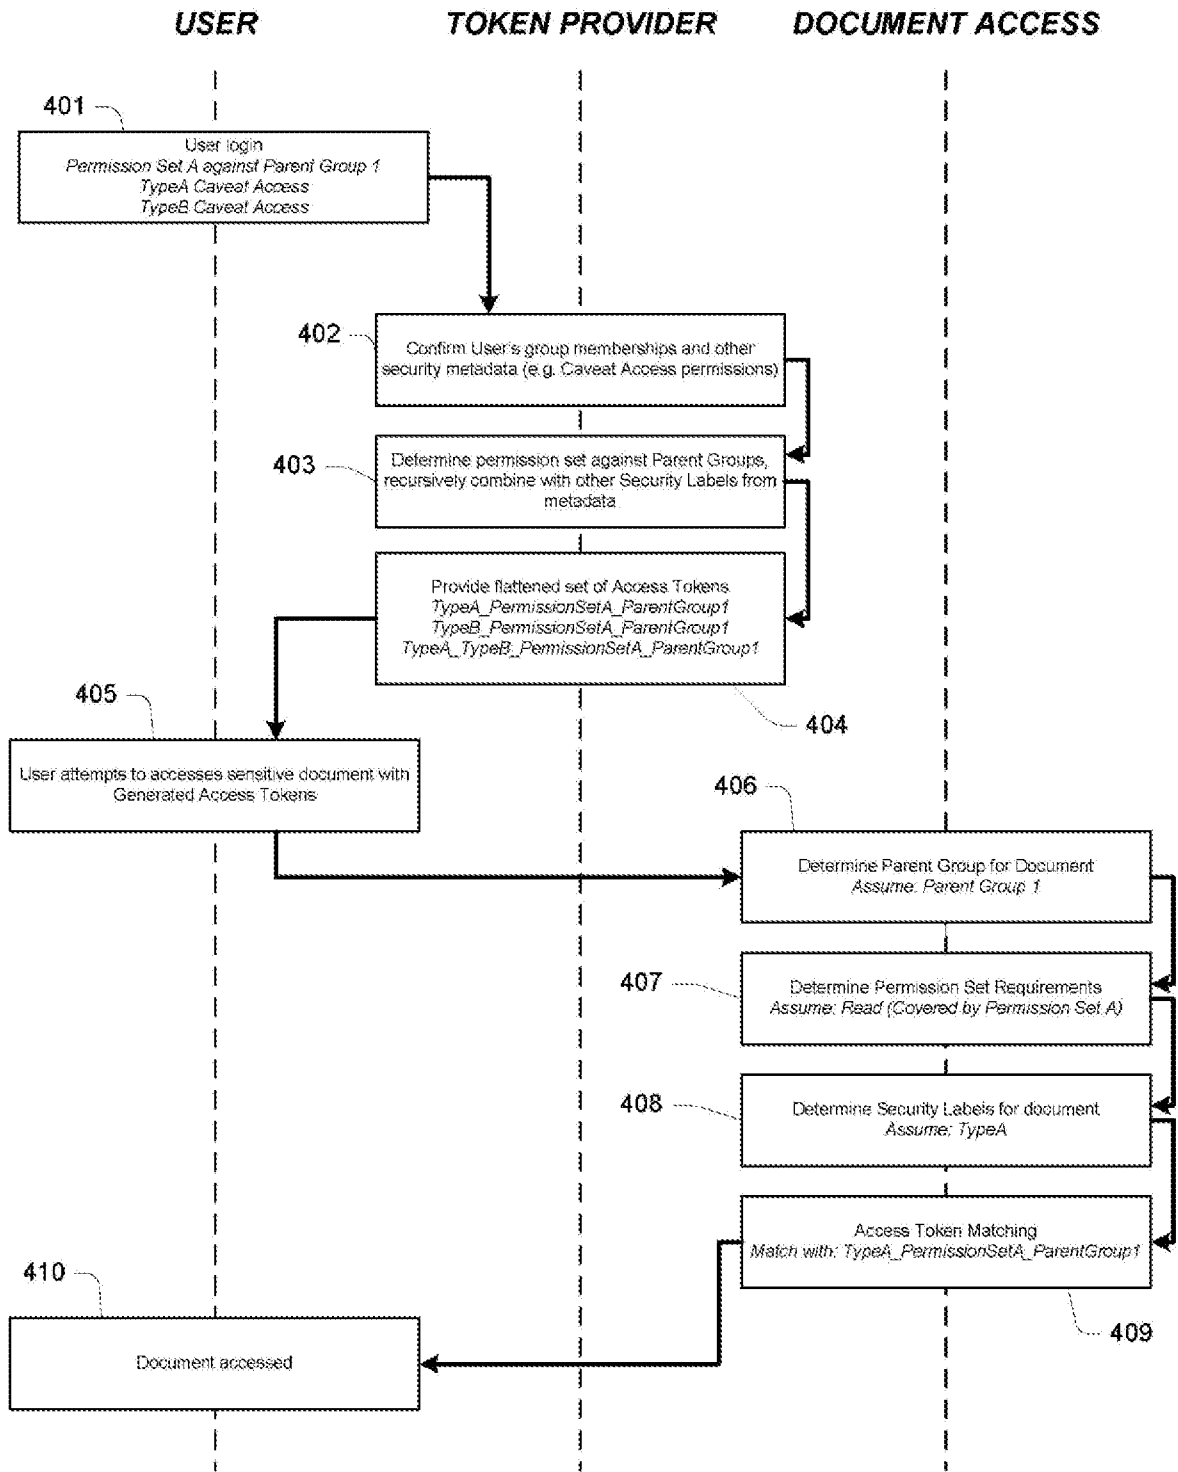 USER
TOKEN PROVIDER
DOCUMENT ACCESS
401
User login
Permission Set A against Parent Group 1
TypeA Caveat Access
TypeB Caveat Access
402
Confirm User's group memberships and other
security metadata (e.g. Caveat Access permissions)
403
Determine permission set against Parent Groups,
recursively combine with other Security Labels from
metadata
Provide flattened set of Access Tokens
TypeA_PermissionSetA_ParentGroup1
TypeB_PermissionSetA_ParentGroup1
TypeA_TypeB_PermissionSetA_ParentGroup1
404
405
User attempts to accesses sensitive document with
Generated Access Tokens
406
Determine Parent Group for Document
Assume: Parent Group 1
407
Determine Permission Set Requirements
Assume: Read (Covered by Permission Set A)
408
Determine Security Labels for document
Assume: TypeA
Access Token Matching
Match with: TypeA_PermissionSetA_ParentGroup1
409
410
Document accessed